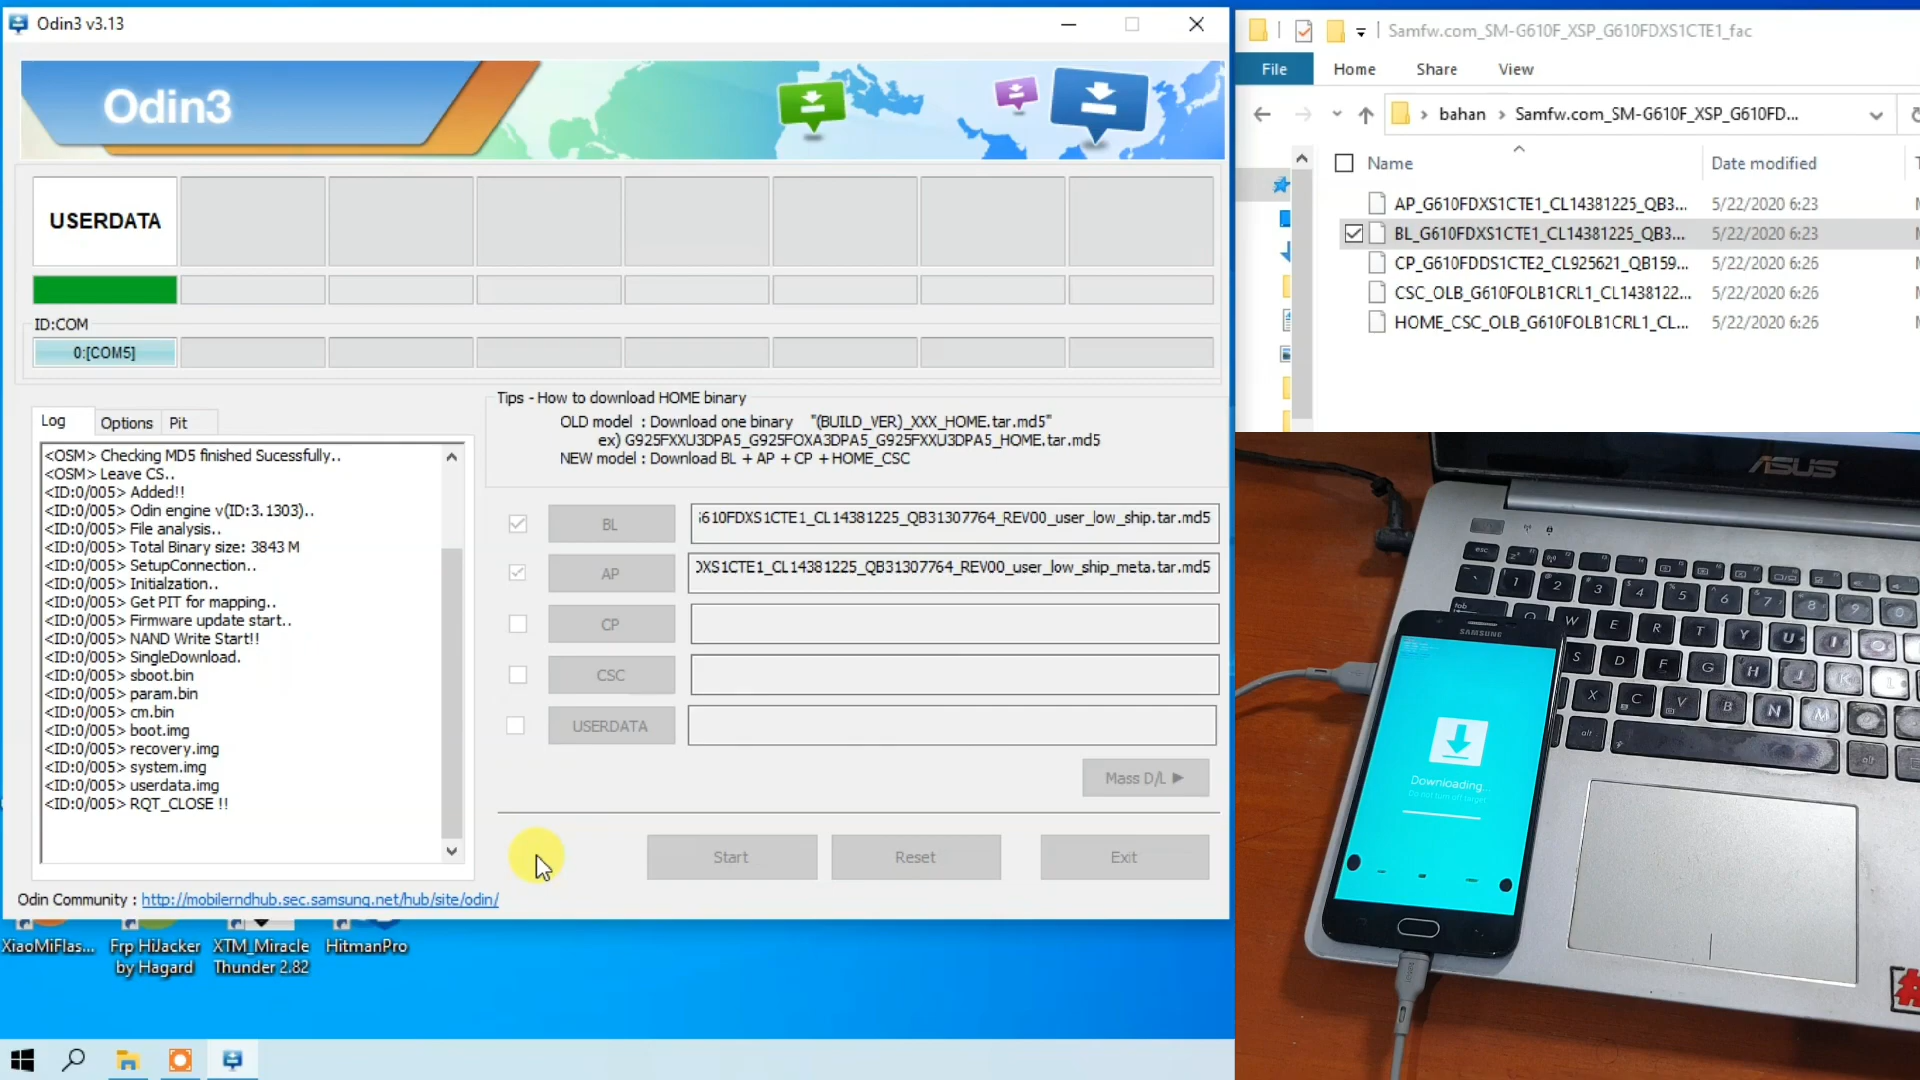 Odin3 v3.13
Odin3
USERDATA
ID:COM
0:[COM5]
Log
Options
Pit
<OSM> Checking MD5 finished Sucessfully..
<OSM> Leave CS..
<ID:0/005> Added!!
<ID:0/005> Odin engine v(ID:3.1303)..
<ID:0/005> File analysis..
<ID:0/005> Total Binary size: 3843 M
<ID:0/005> SetupConnection..
<ID:0/005> Initialzation..
<ID:0/005> Get PIT for mapping..
<ID:0/005> Firmware update start..
<ID:0/005> NAND Write Start!!
<ID:0/005> SingleDownload.
<ID:0/005> sboot.bin
<ID:0/005> param.bin
<ID:0/005> cm.bin
<ID:0/005> boot.img
<ID:0/005> recovery.img
<ID:0/005> system.img
<ID:0/005> userdata.img
<ID:0/005> RQT_CLOSE !!
Tips - How to download HOME binary
OLD model : Download one binary "(BUILD_VER)_XXX_HOME.tar.md5"
ex) G925FXXU3DPA5_G925FOXA3DPA5_G925FXXU3DPA5_HOME.tar.md5
NEW model : Download BL + AP + CP + HOME_CSC
BL
G610FDXS1CTE1_CL14381225_QB31307764_REV00_user_low_ship.tar.md5
AP
DXS1CTE1_CL14381225_QB31307764_REV00_user_low_ship_meta.tar.md5
CP
CSC
USERDATA
Mass D/L
Start
Reset
Exit
Odin Community : http://mobilerndhub.sec.samsung.net/hub/site/odin/
XiaoMiFlas...
Frp HiJacker by Hagard
XTM_Miracle Thunder 2.82
HitmanPro
Samfw.com_SM-G610F_XSP_G610FDXS1CTE1_fac
File
Home
Share
View
bahan
Samfw.com_SM-G610F_XSP_G610FD...
Name
Date modified
AP_G610FDXS1CTE1_CL14381225_QB3... 5/22/2020 6:23
BL_G610FDXS1CTE1_CL14381225_QB3... 5/22/2020 6:23
CP_G610FDDS1CTE2_CL925621_QB159... 5/22/2020 6:26
CSC_OLB_G610FOLB1CRL1_CL1438122... 5/22/2020 6:26
HOME_CSC_OLB_G610FOLB1CRL1_CL... 5/22/2020 6:26
ASUS
SAMSUNG
Downloading...